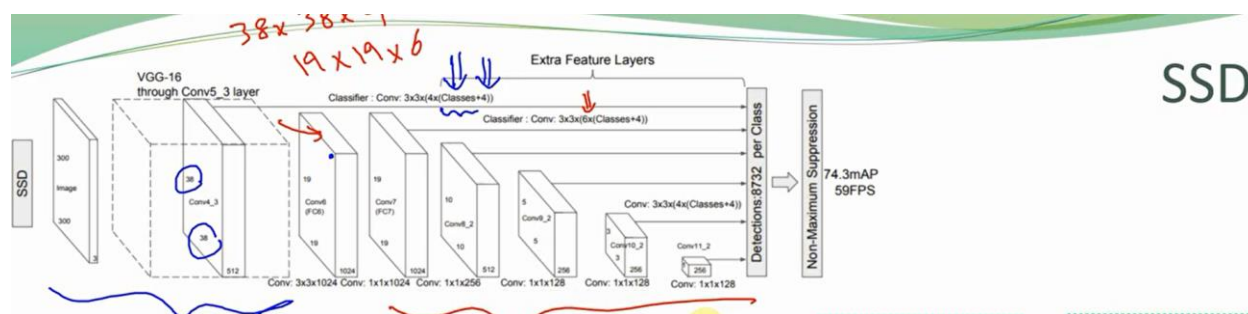 38x38x4
19x19x6
SSD
Extra Feature Layers
VGG-16
through Conv5_3 layer
Classifier : Conv: 3x3x(4x(Classes+4))
Classifier : Conv: 3x3x(6x(Classes+4))
SSD
300
Image
300
3
38
Conv4_3
38
512
19
Conv6
(FC6)
19
1024
19
Conv7
(FC7)
19
1024
10
Conv8_2
10
512
5
Conv9_2
5
256
Conv: 3x3x(4x(Classes+4))
3
Conv10_2
3
256
Conv11_2
256
Conv: 3x3x1024
Conv: 1x1x1024
Conv: 1x1x256
Conv: 1x1x128
Conv: 1x1x128
Conv: 1x1x128
Detections:8732 per Class
Non-Maximum Suppression
74.3mAP
59FPS